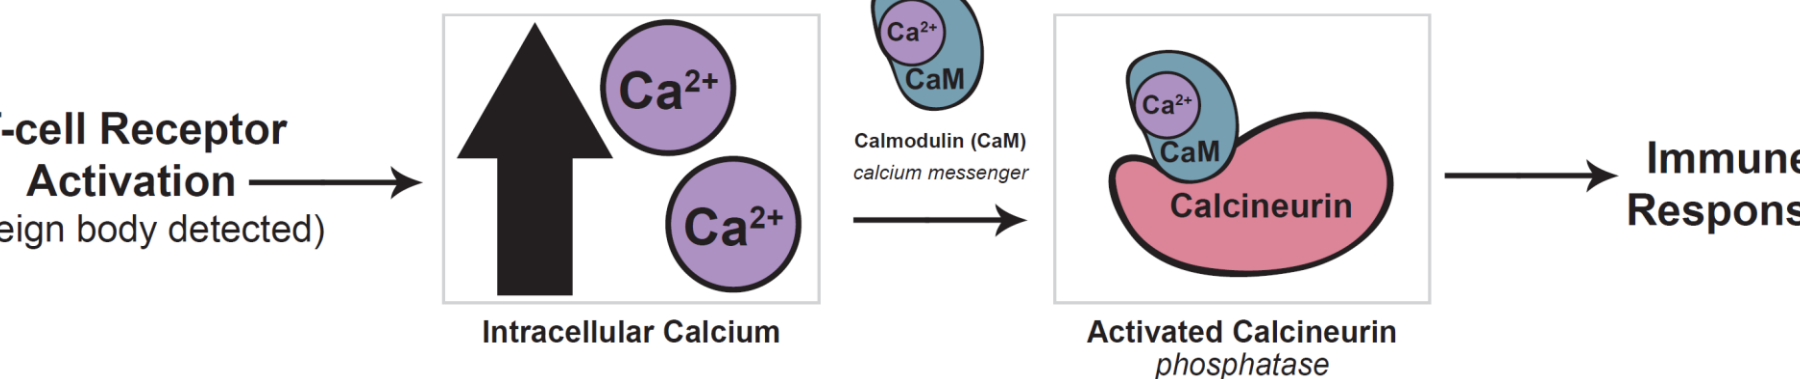 -cell Receptor
Activation
eign body detected)
Ca2+
Ca2+
Intracellular Calcium
Ca2+
CaM
Calmodulin (CaM)
calcium messenger
Ca2+
CaM
Calcineurin
Activated Calcineurin
phosphatase
Immune
Respons